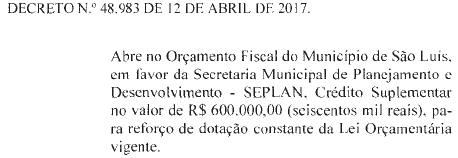 DECRETO N.º 48.983 DE 12 DE ABRIL DE 2017.
Abre no Orçamento Fiscal do Município de São Luís,
em favor da Secretaria Municipal de Planejamento e
Desenvolvimento - SEPLAN, Crédito Suplementar
no valor de R$ 600.000,00 (seiscentos mil reais), pa-
ra reforço de dotação constante da Lei Orçamentária
vigente.